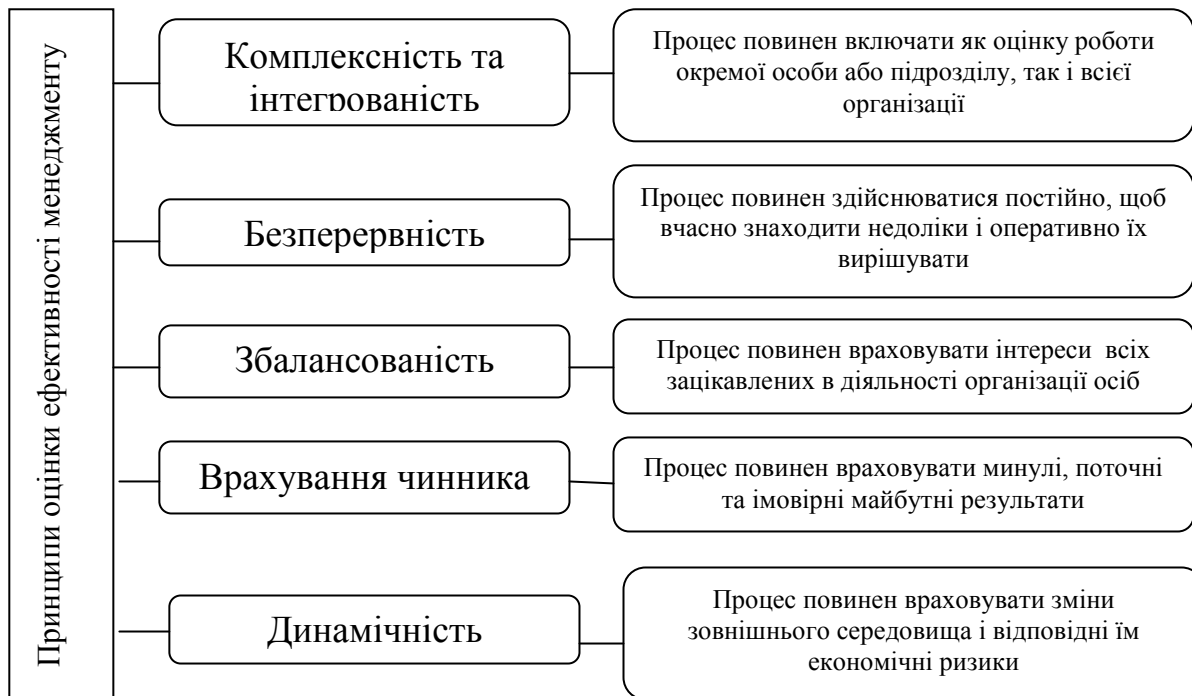 Принципи оцінки ефективності менеджменту
Комплексність та
інтегрованість
Процес повинен включати як оцінку роботи
окремої особи або підрозділу, так і всієї
організації
Безперервність
Процес повинен здійснюватися постійно, щоб
вчасно знаходити недоліки і оперативно їх
вирішувати
Збалансованість
Процес повинен враховувати інтереси всіх
зацікавлених в діяльності організації осіб
Врахування чинника
Процес повинен враховувати минулі, поточні
та імовірні майбутні результати
Динамічність
Процес повинен враховувати зміни
зовнішнього середовища і відповідні їм
економічні ризики